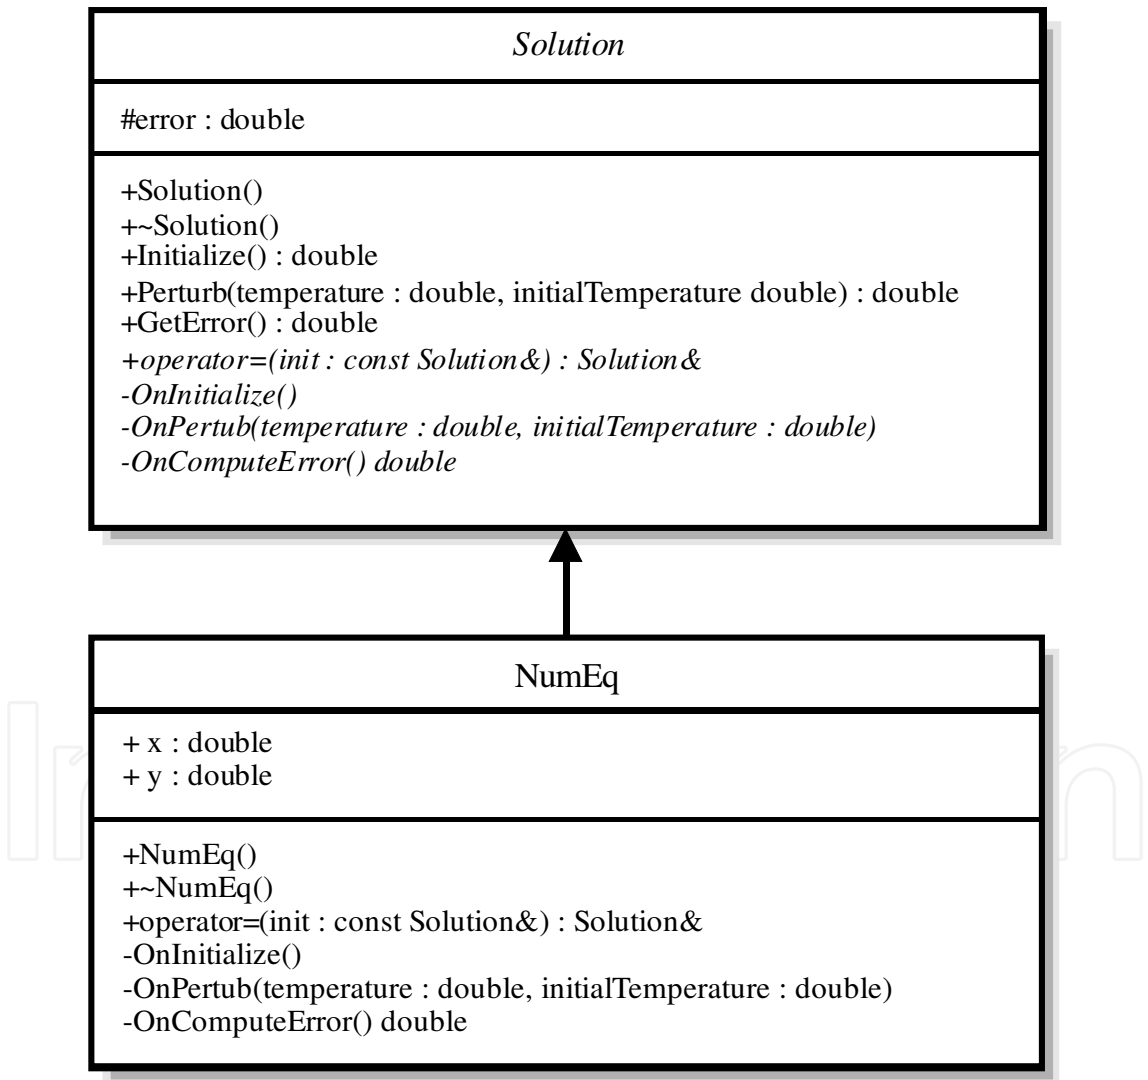 Solution
#error : double
+Solution()
+~Solution()
+Initialize() : double
+Perturb(temperature : double, initialTemperature double) : double
+GetError() : double
+operator=(init : const Solution&) : Solution&
-OnInitialize()
-OnPertub(temperature : double, initialTemperature : double)
-OnComputeError() double
NumEq
+ x : double
+ y : double
+NumEq()
+~NumEq()
+operator=(init : const Solution&) : Solution&
-OnInitialize()
-OnPertub(temperature : double, initialTemperature : double)
-OnComputeError() double